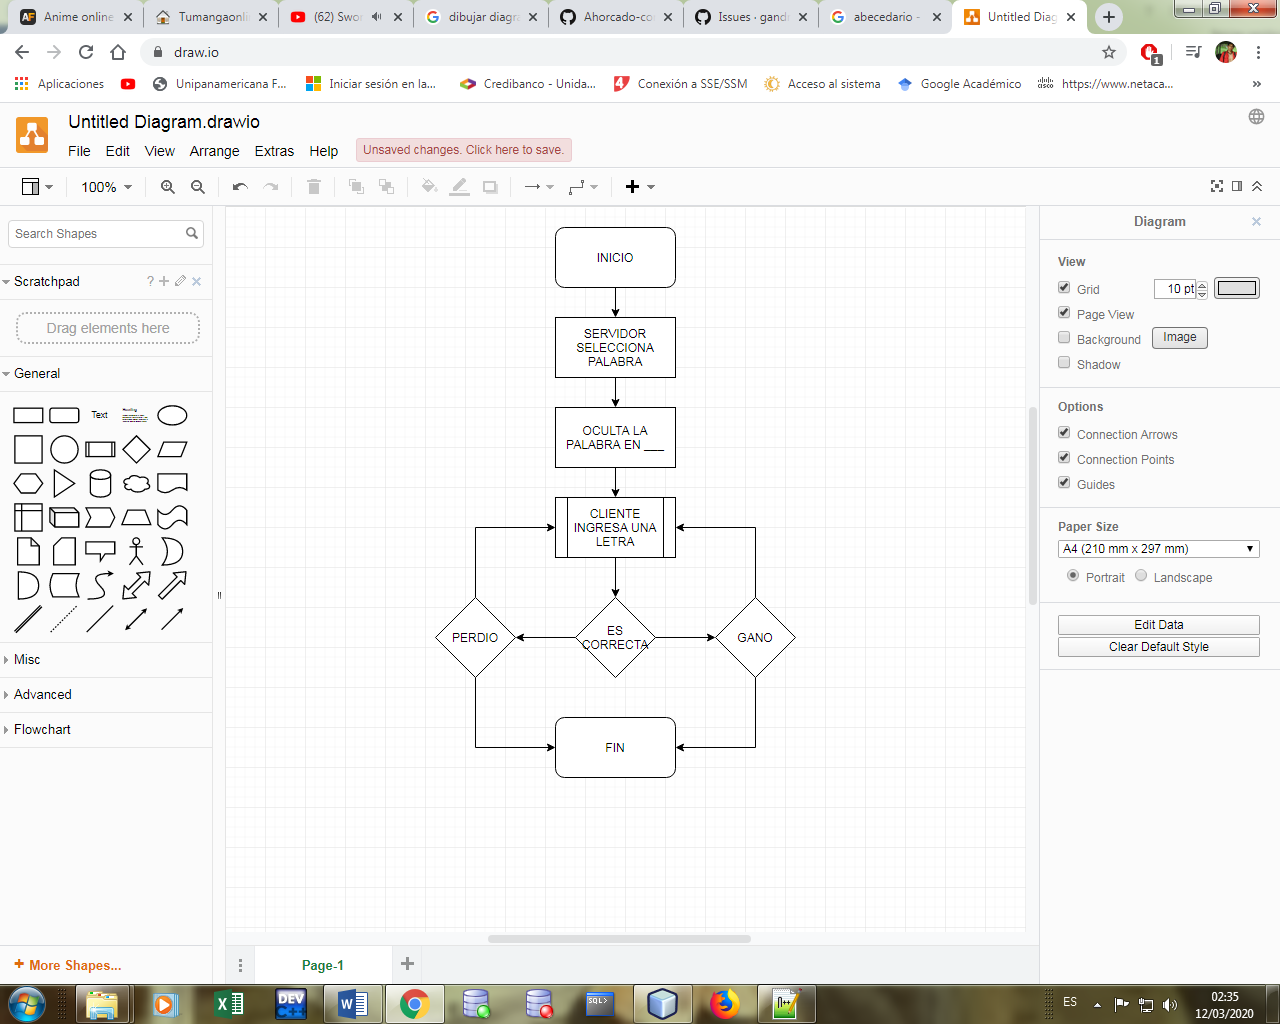 Anime online
Tumangaonli
(62) Swor
dibujar diagra
Ahorcado-co
Issues · gandr
abecedario -
Untitled Diag
draw.io
1
Aplicaciones
Unipanamericana F...
Iniciar sesión en la...
Credibanco - Unida...
Conexión a SSE/SSM
Acceso al sistema
Google Académico
https://www.netaca...
»
Untitled Diagram.drawio
File Edit View Arrange Extras Help
Unsaved changes. Click here to save.
100%
Search Shapes
Scratchpad
?
Drag elements here
General
Text
Heading
Misc
Advanced
Flowchart
+ More Shapes...
INICIO
SERVIDOR
SELECCIONA
PALABRA
OCULTA LA
PALABRA EN ___
CLIENTE
INGRESA UNA
LETRA
PERDIO
ES
CORRECTA
GANO
FIN
Page-1
Diagram
View
Grid
10 pt
Page View
Background
Image
Shadow
Options
Connection Arrows
Connection Points
Guides
Paper Size
A4 (210 mm x 297 mm)
Portrait
Landscape
Edit Data
Clear Default Style
DEV
C++
SQL>
ES
02:35
12/03/2020